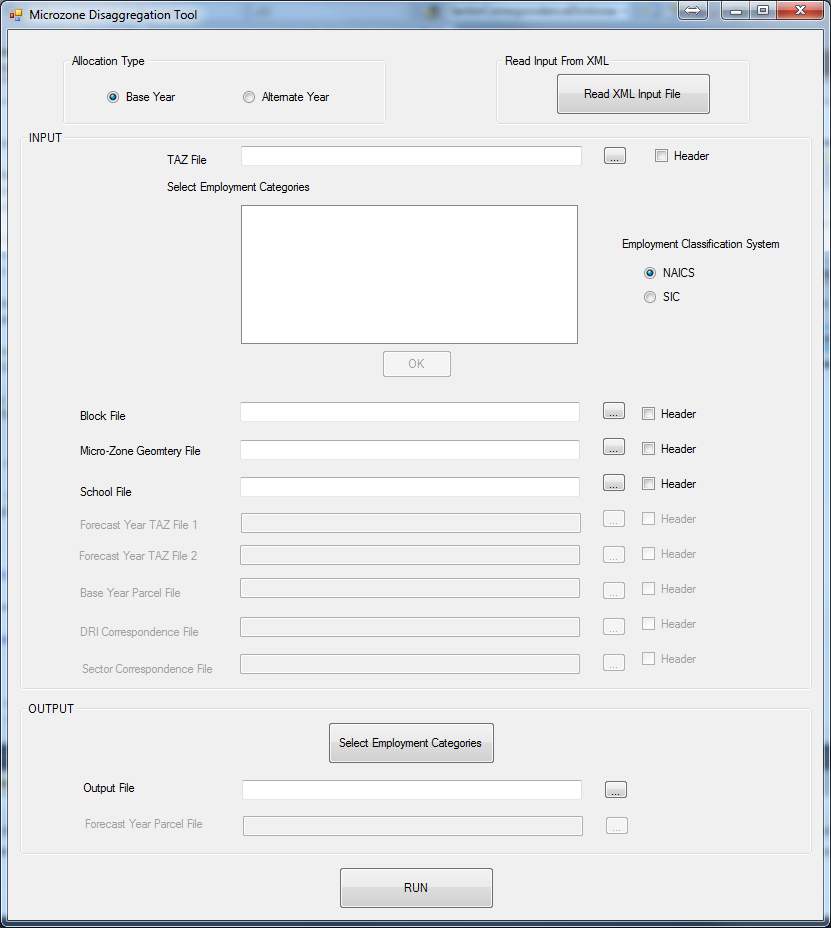 Microzone Disaggregation Tool
Allocation Type
Read Input From XML
Base Year
Alternate Year
Read XML Input File
INPUT
TAZ File
...
Header
Select Employment Categories
Employment Classification System
NAICS
SIC
OK
Block File
...
Header
Micro-Zone Geomtery File
...
Header
School File
...
Header
Forecast Year TAZ File 1
...
Header
Forecast Year TAZ File 2
...
Header
Base Year Parcel File
...
Header
DRI Correspondence File
...
Header
Sector Correspondence File
...
Header
OUTPUT
Select Employment Categories
Output File
...
Forecast Year Parcel File
...
RUN